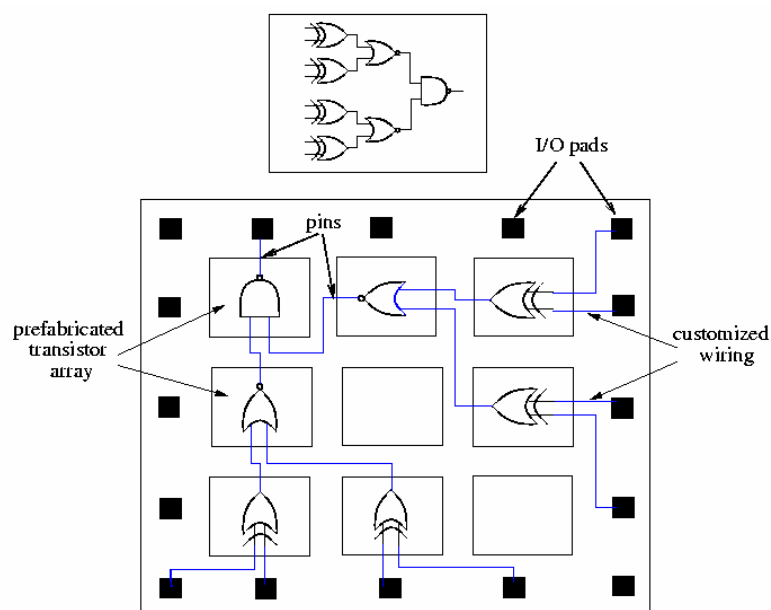 I/O pads
pins
prefabricated
transistor
array
customized
wiring